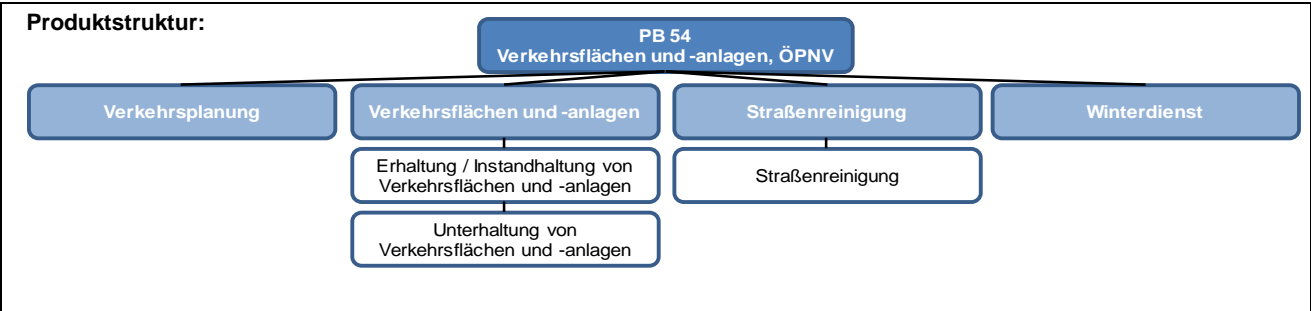 Produktstruktur:
PB 54
Verkehrsflächen und -anlagen, ÖPNV
Verkehrsplanung
Verkehrsflächen und -anlagen
Straßenreinigung
Winterdienst
Erhaltung / Instandhaltung von
Verkehrsflächen und -anlagen
Straßenreinigung
Unterhaltung von
Verkehrsflächen und -anlagen